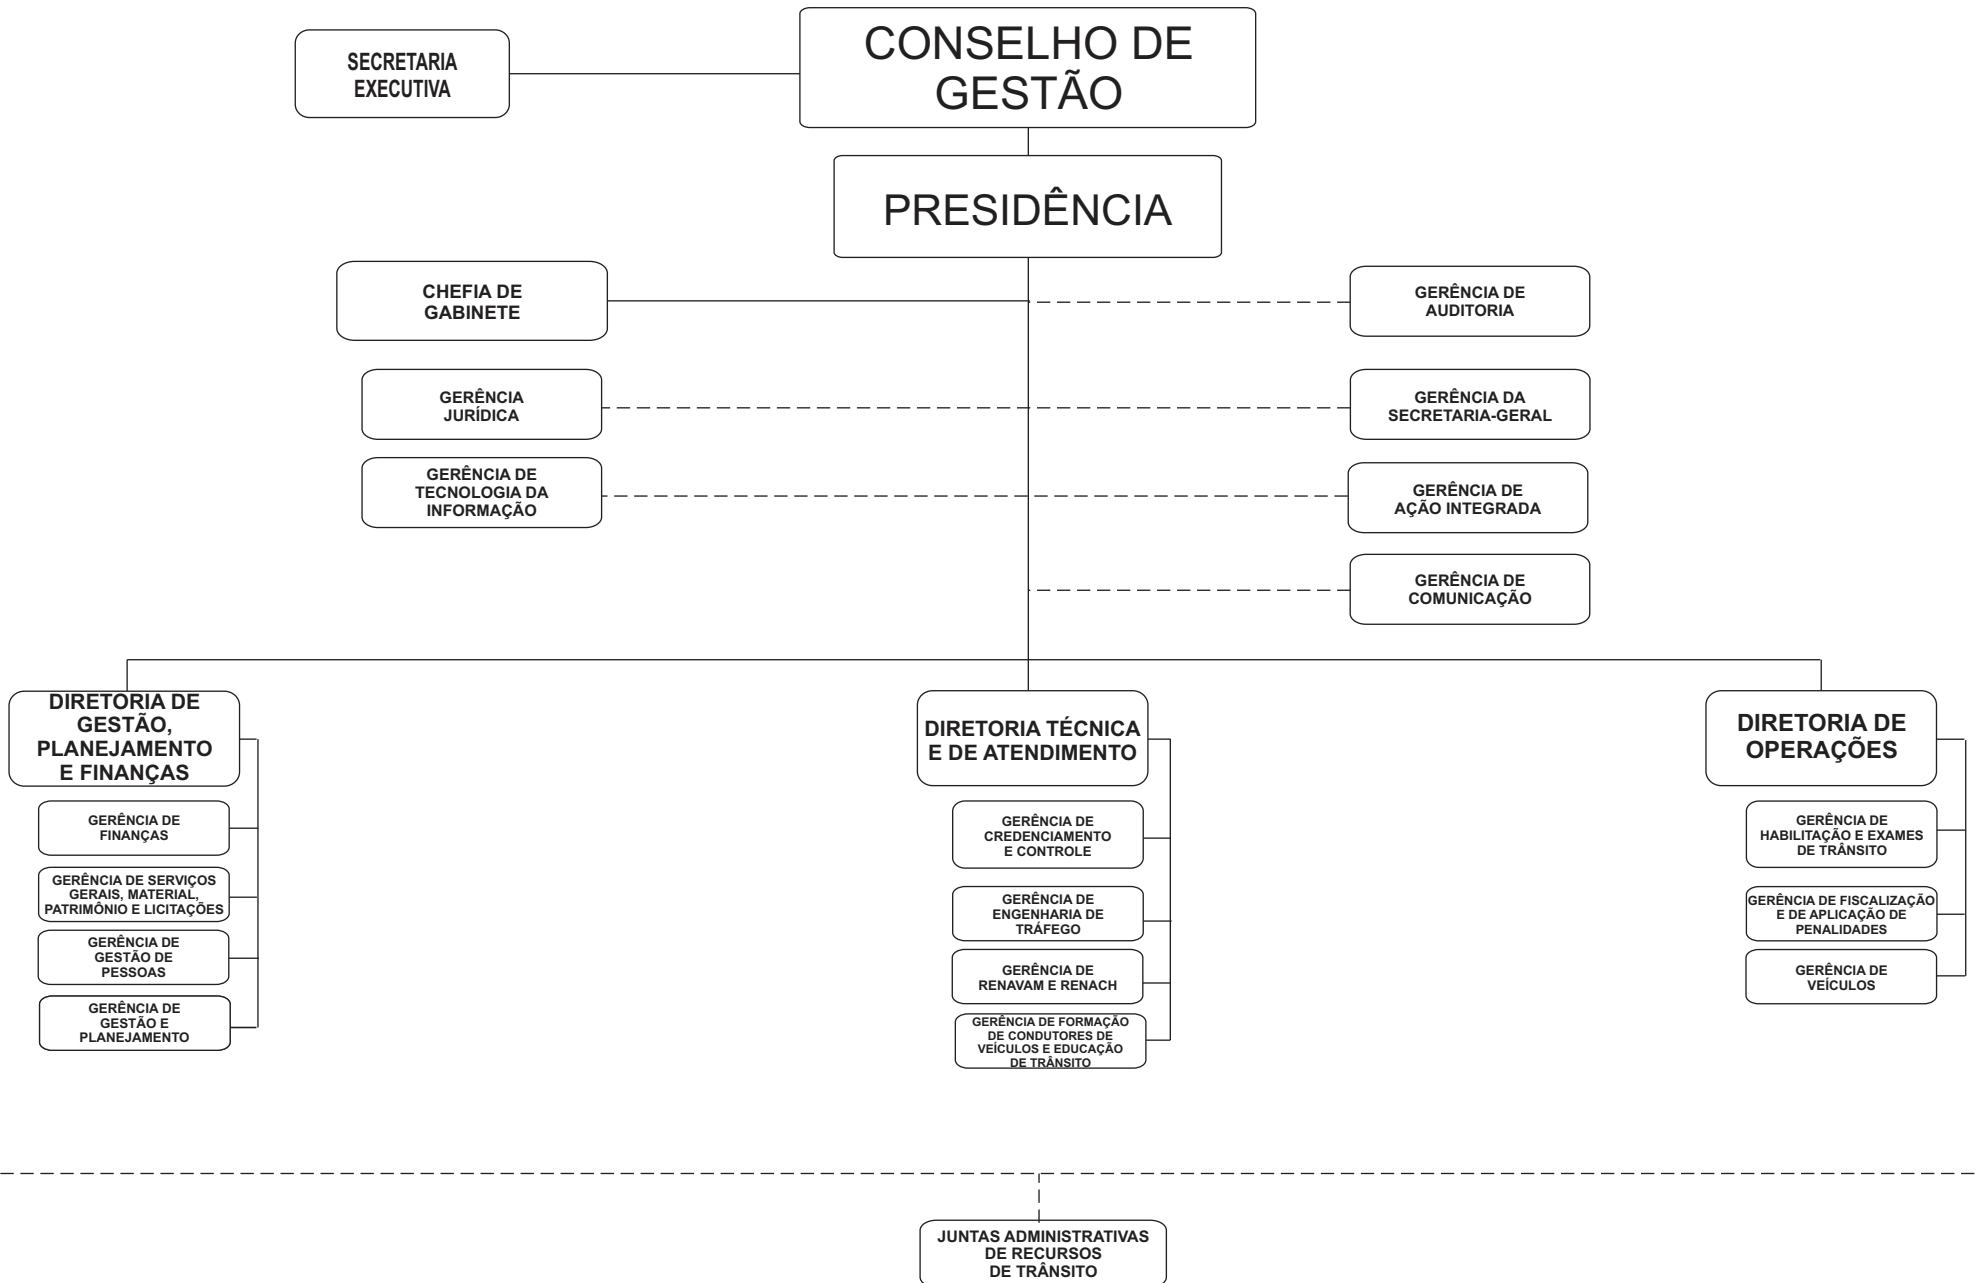 SECRETARIA
EXECUTIVA
CONSELHO DE
GESTÃO
PRESIDÊNCIA
CHEFIA DE
GABINETE
GERÊNCIA DE
AUDITORIA
GERÊNCIA
JURÍDICA
GERÊNCIA DA
SECRETARIA-GERAL
GERÊNCIA DE
TECNOLOGIA DA
INFORMAÇÃO
GERÊNCIA DE
AÇÃO INTEGRADA
GERÊNCIA DE
COMUNICAÇÃO
DIRETORIA DE
GESTÃO,
PLANEJAMENTO
E FINANÇAS
GERÊNCIA DE
FINANÇAS
GERÊNCIA DE SERVIÇOS
GERAIS, MATERIAL,
PATRIMÔNIO E LICITAÇÕES
GERÊNCIA DE
GESTÃO DE
PESSOAS
GERÊNCIA DE
GESTÃO E
PLANEJAMENTO
DIRETORIA TÉCNICA
E DE ATENDIMENTO
GERÊNCIA DE
CREDENCIAMENTO
E CONTROLE
GERÊNCIA DE
ENGENHARIA DE
TRÁFEGO
GERÊNCIA DE
RENAVAM E RENACH
GERÊNCIA DE FORMAÇÃO
DE CONDUTORES DE
VEÍCULOS E EDUCAÇÃO
DE TRÂNSITO
DIRETORIA DE
OPERAÇÕES
GERÊNCIA DE
HABILITAÇÃO E EXAMES
DE TRÂNSITO
GERÊNCIA DE FISCALIZAÇÃO
E DE APLICAÇÃO DE
PENALIDADES
GERÊNCIA DE
VEÍCULOS
JUNTAS ADMINISTRATIVAS
DE RECURSOS
DE TRÂNSITO